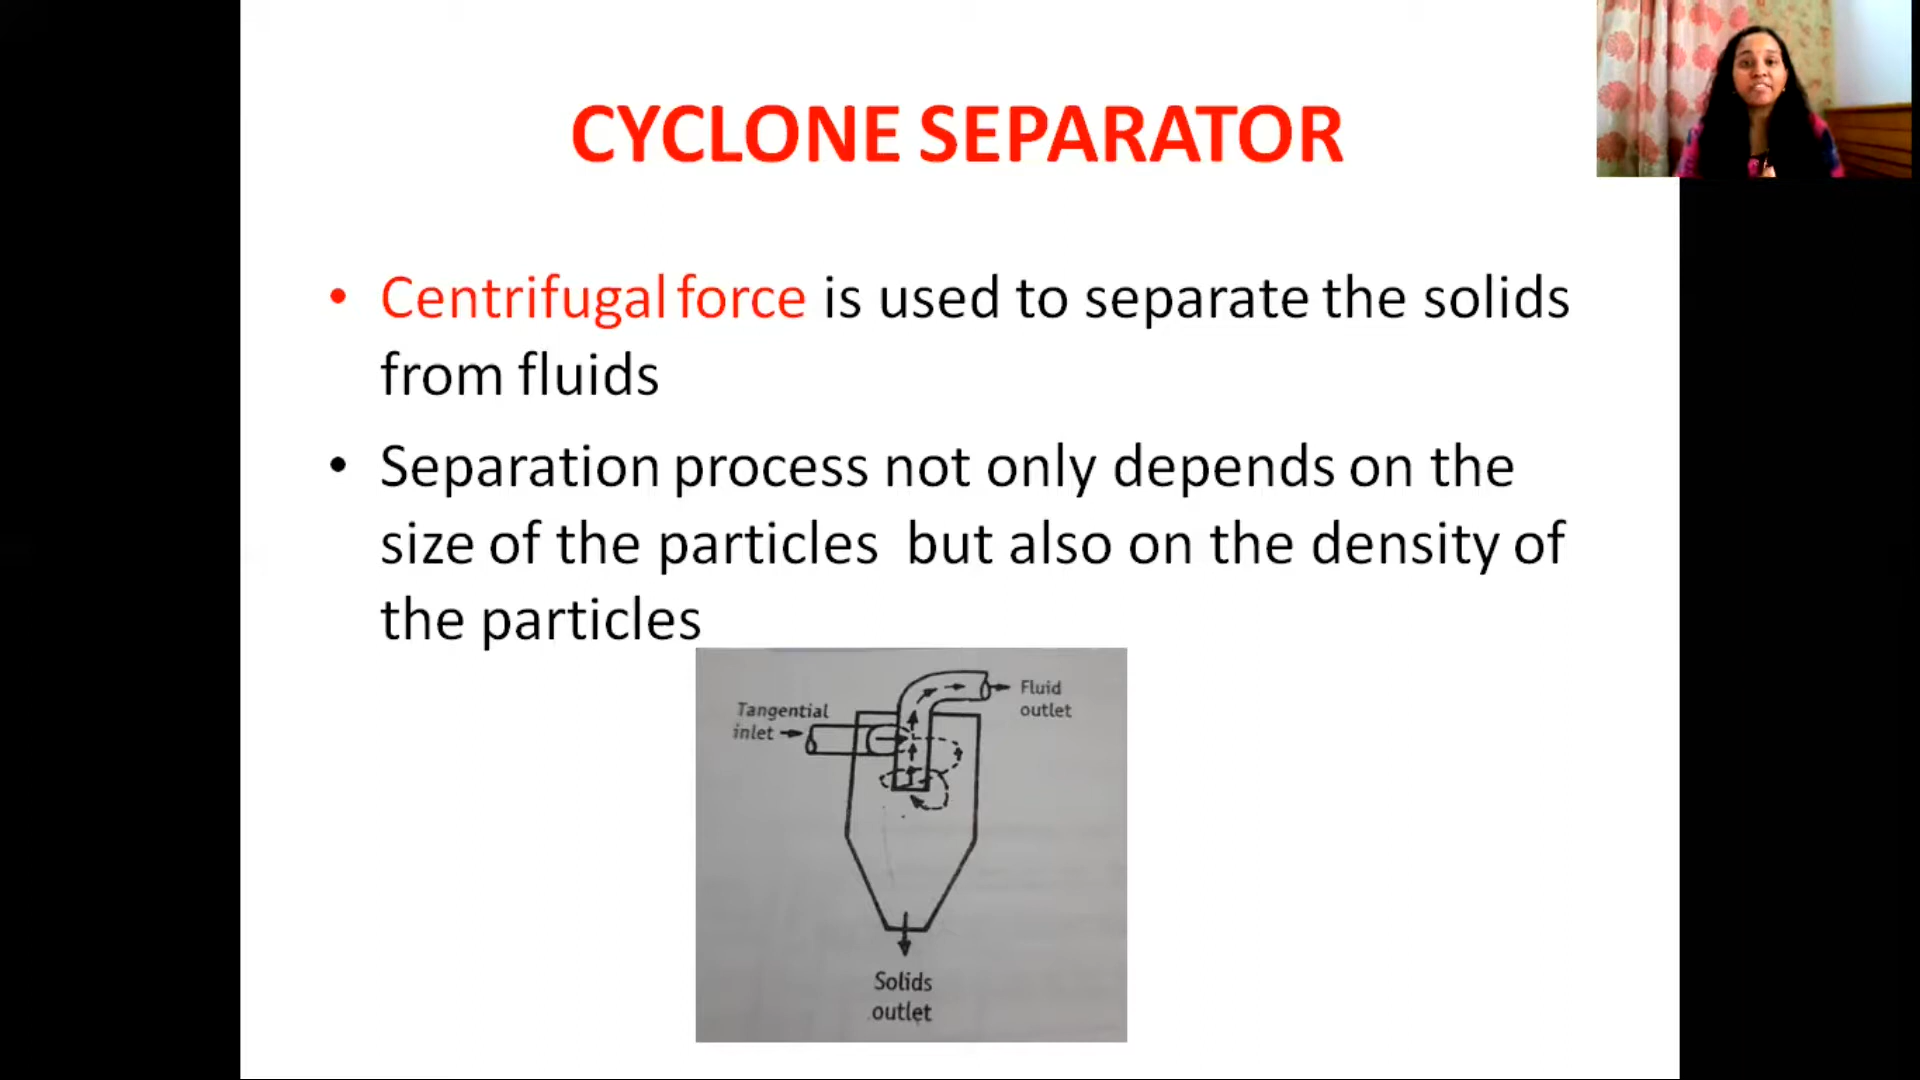 CYCLONE SEPARATOR
• Centrifugal force is used to separate the solids
from fluids
• Separation process not only depends on the
size of the particles but also on the density of
the particles
Tangential
inlet
Fluid
outlet
Solids
outlet